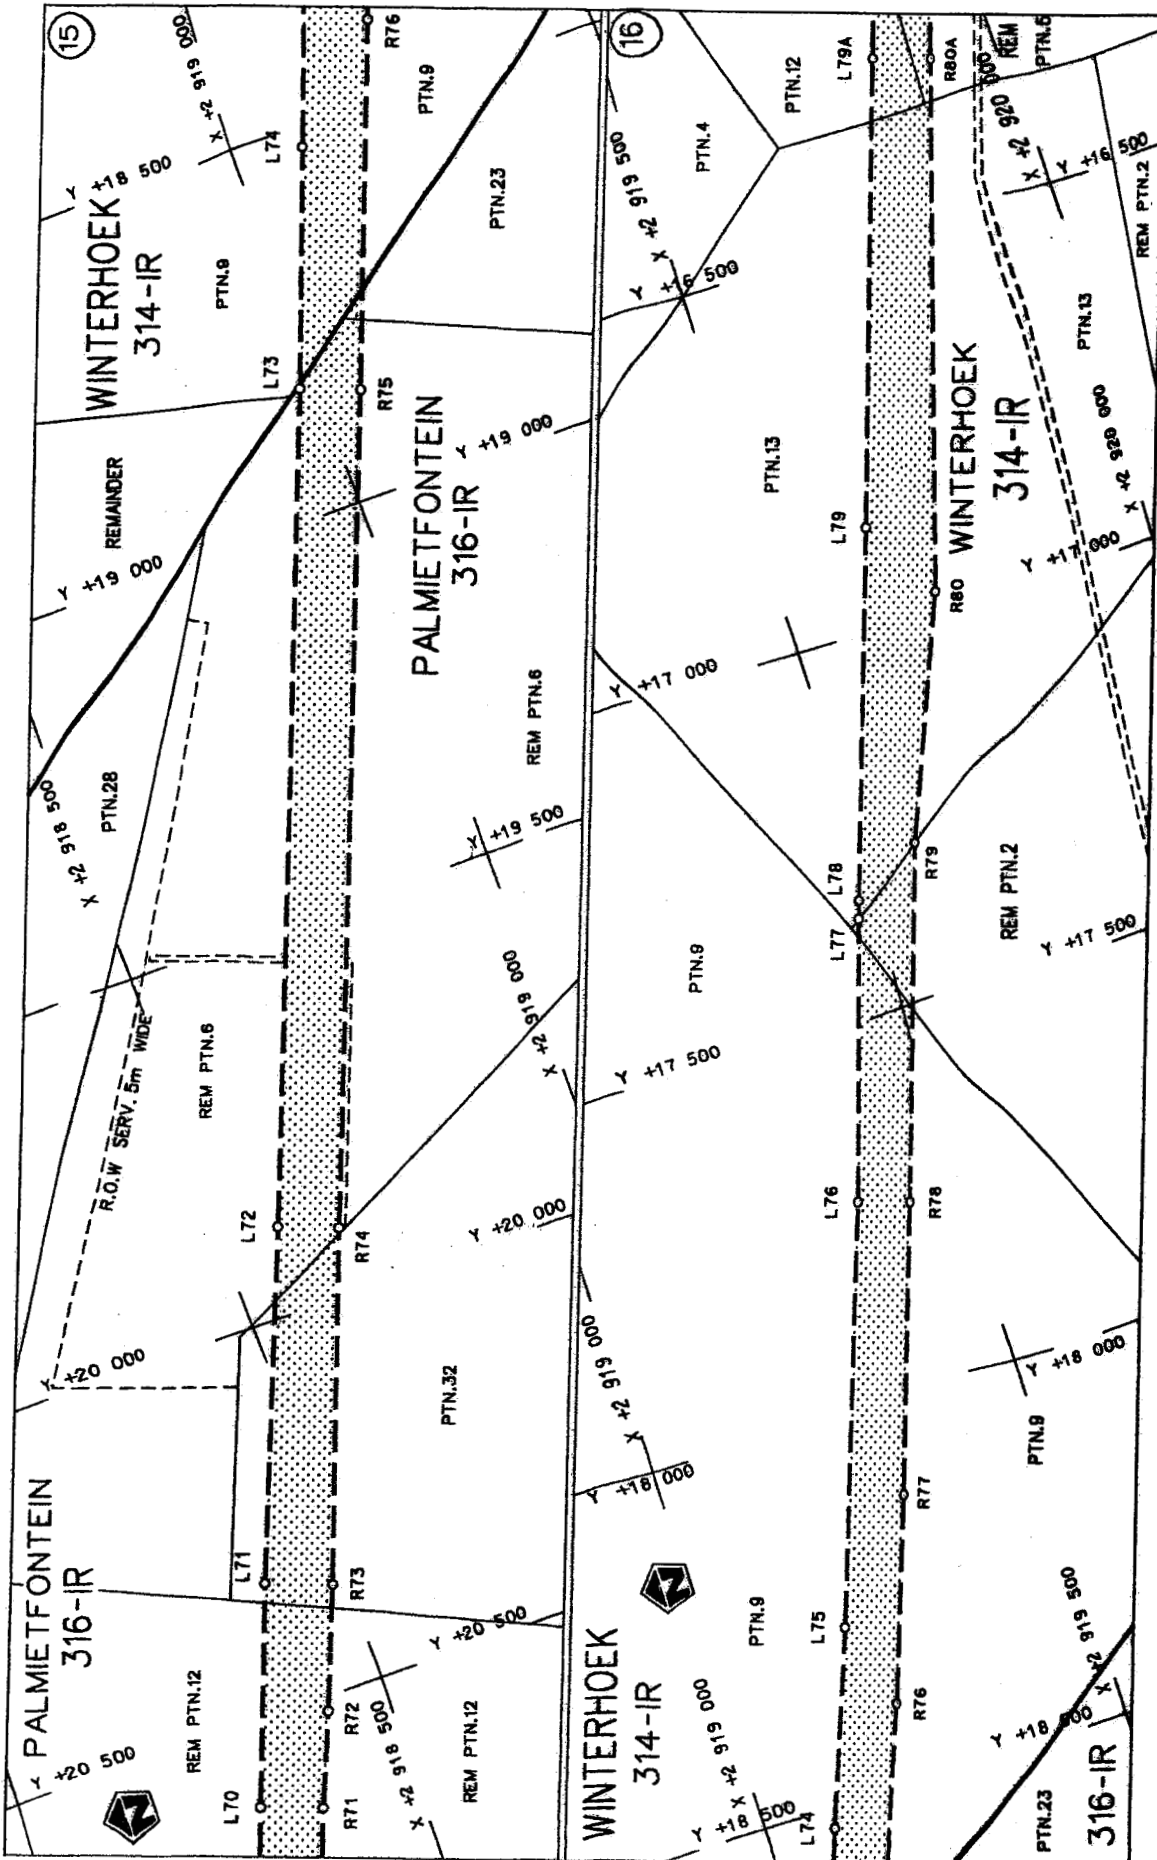 15
PALMIETFONTEIN
316-IR
Y +20 500
REM PTN.12
L70
R71
R72
X +2 918 500
REM PTN.12
Y +20 500
L71
R73
Y +20 000
R.O.W SERV. 5m WIDE
REM PTN.6
L72
R74
PTN.32
Y +20 000
X +2 919 000
X +2 918 500
PTN.28
Y +19 500
REM PTN.6
Y +19 000
REMAINDER
PALMIETFONTEIN
316-IR
Y +19 000
L73
R75
WINTERHOEK
314-IR
PTN.9
Y +18 500
X +2 919 000
L74
PTN.23
PTN.9
R76
16
WINTERHOEK
314-IR
Y +18 500
X +2 919 000
L74
PTN.9
L75
R76
PTN.23
316-IR
Y +18 000
X +2 919 500
Y +18 000
X +2 919 000
R77
PTN.9
Y +18 000
L76
R78
Y +17 500
PTN.9
L77
L78
R79
REM PTN.2
Y +17 500
Y +17 000
L79
R80
WINTERHOEK
314-IR
Y +17 000
X +2 920 000
PTN.13
PTN.13
Y +16 500
X +2 919 500
PTN.4
PTN.12
L79A
R80A
X +2 920 000
Y +16 500
REM PTN.2
REM
PTN.5